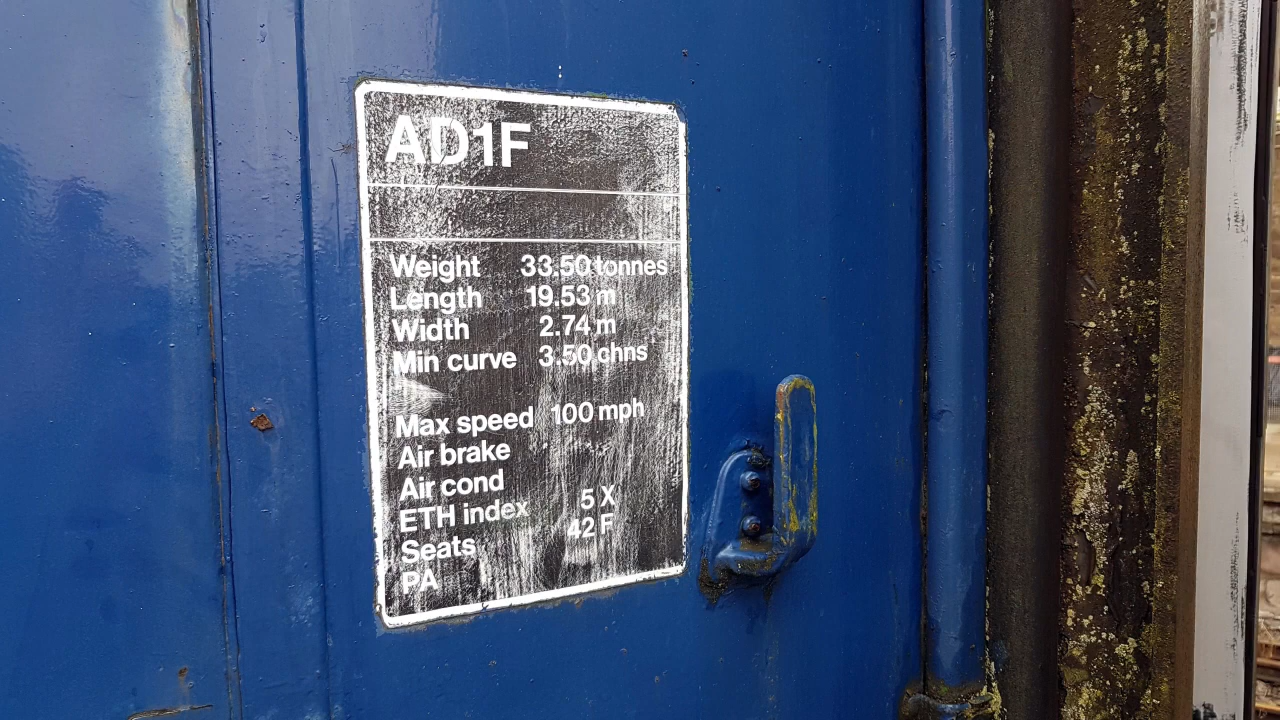 AD1F
Weight 33.50 tonnes
Length 19.53 m
Width 2.74 m
Min curve 3.50 chns
Max speed 100 mph
Air brake
Air cond
ETH index 5 X
Seats 42 F
PA